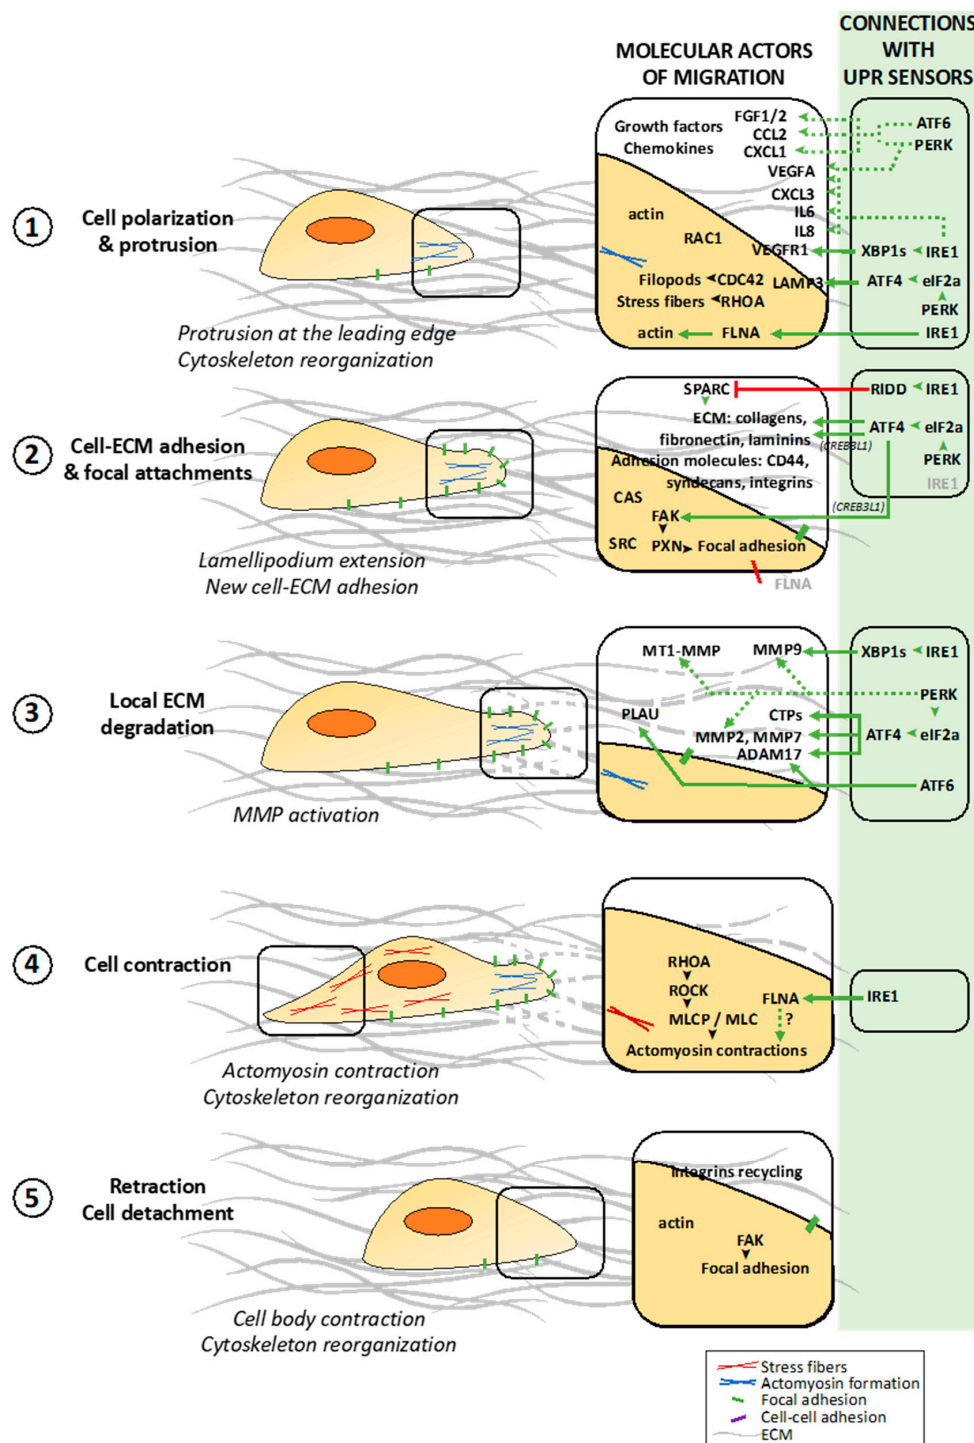 CONNECTIONS
WITH
UPR SENSORS
MOLECULAR ACTORS
OF MIGRATION
1
Cell polarization
& protrusion
Protrusion at the leading edge
Cytoskeleton reorganization
Growth factors
Chemokines
FGF1/2
CCL2
CXCL1
VEGFA
CXCL3
IL6
IL8
VEGFR1
LAMP3
actin
RAC1
Filopods CDC42
Stress fibers RHOA
actin FLNA
ATF6
PERK
XBP1s IRE1
ATF4 eIF2a
PERK
IRE1
2
Cell-ECM adhesion
& focal attachments
Lamellipodium extension
New cell-ECM adhesion
SPARC
ECM: collagens,
fibronectin, laminins
Adhesion molecules: CD44,
syndecans, integrins
CAS
FAK
SRC PXN Focal adhesion
FLNA
RIDD IRE1
ATF4 eIF2a
(CREB3L1)
PERK
IRE1
(CREB3L1)
3
Local ECM
degradation
MMP activation
MT1-MMP MMP9
PLAU
CTPs
MMP2, MMP7
ADAM17
XBP1s IRE1
PERK
ATF4 eIF2a
ATF6
4
Cell contraction
Actomyosin contraction
Cytoskeleton reorganization
RHOA
ROCK
MLCP / MLC
FLNA
?
Actomyosin contractions
IRE1
5
Retraction
Cell detachment
Cell body contraction
Cytoskeleton reorganization
Integrins recycling
actin
FAK
Focal adhesion
Stress fibers
Actomyosin formation
Focal adhesion
Cell-cell adhesion
ECM